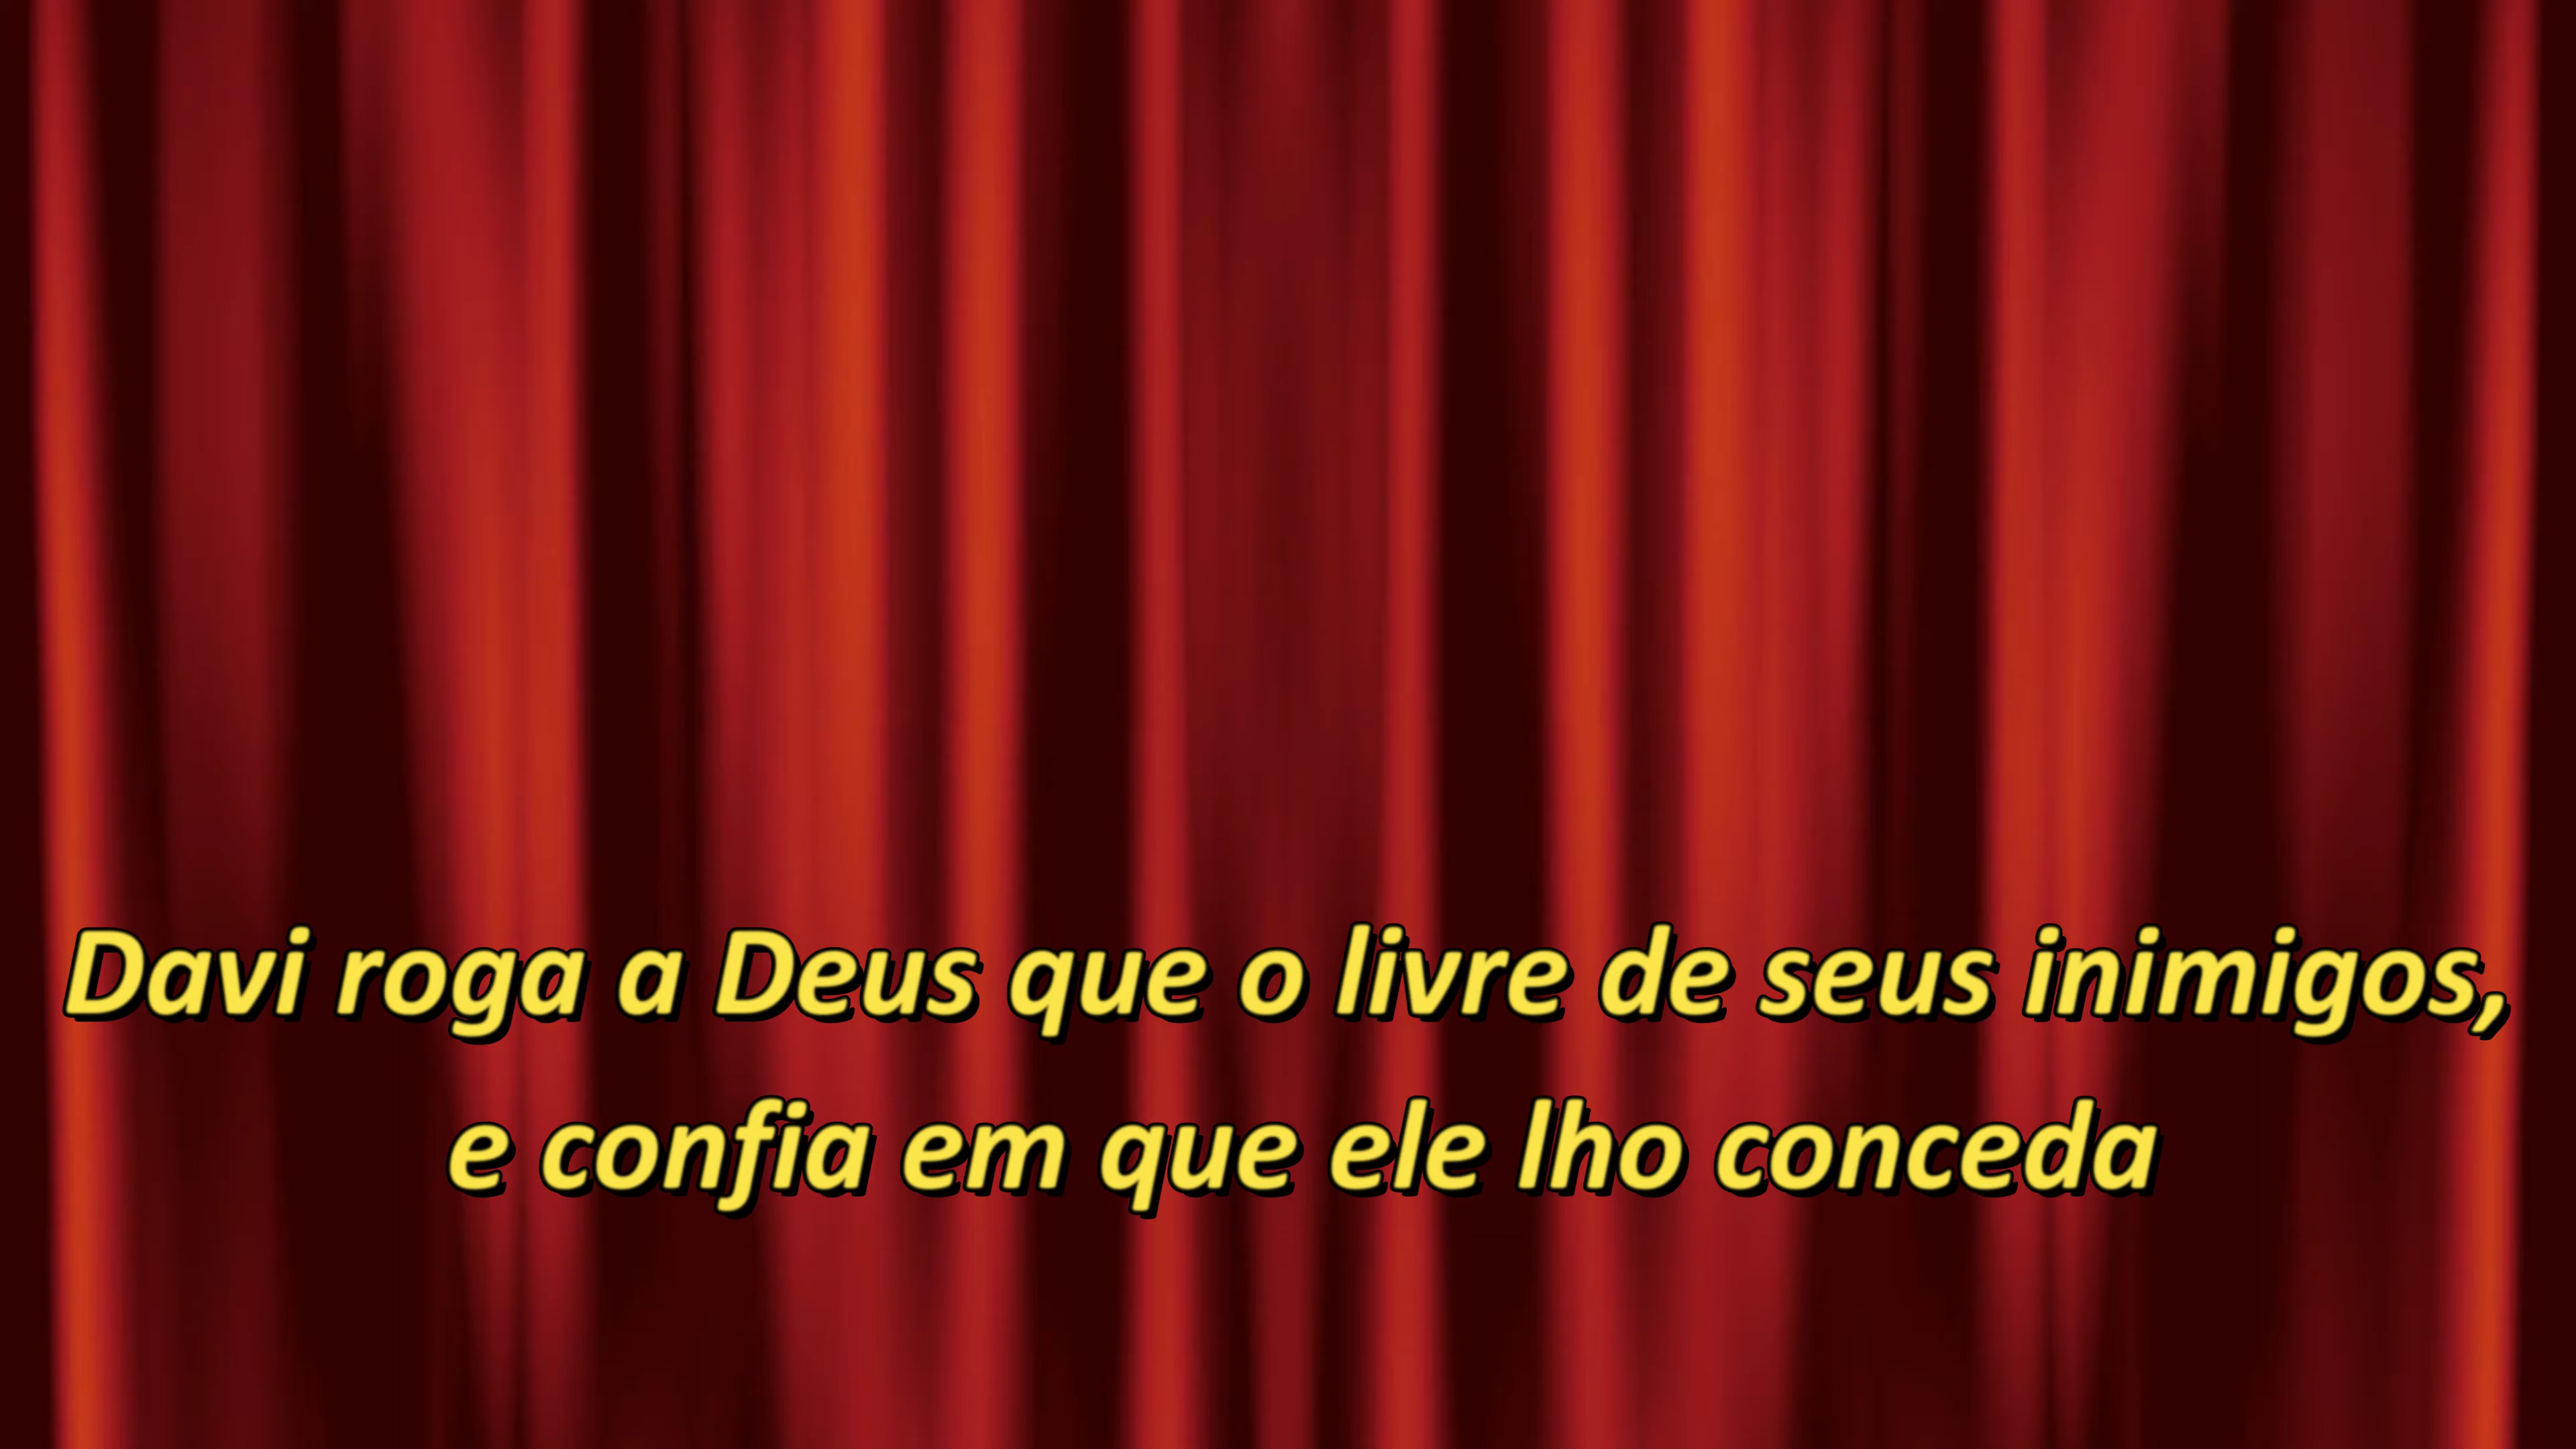 Davi roga a Deus que o livre de seus inimigos,
e confia em que ele lho conceda